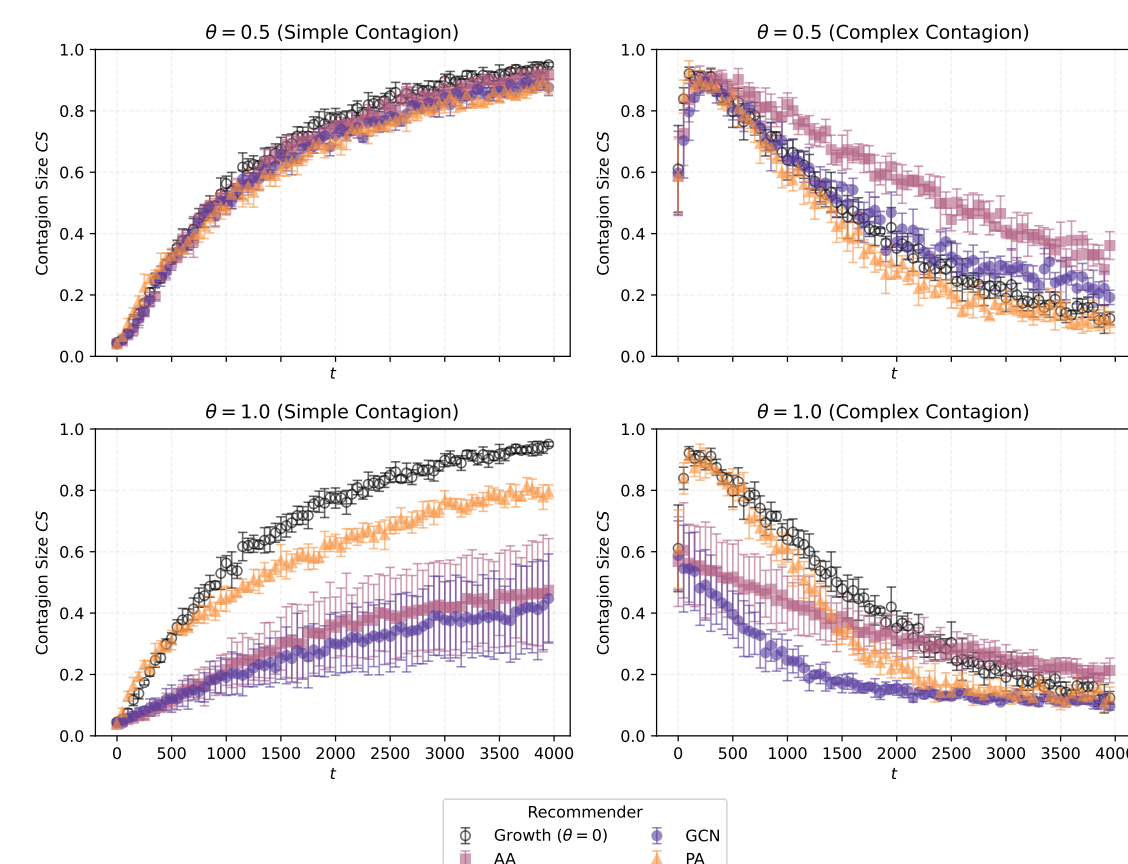 θ = 0.5 (Simple Contagion)
1.0
0.8
0.6
0.4
0.2
0.0
Contagion Size CS
t
θ = 0.5 (Complex Contagion)
1.0
0.8
0.6
0.4
0.2
0.0
Contagion Size CS
t
θ = 1.0 (Simple Contagion)
1.0
0.8
0.6
0.4
0.2
0.0
Contagion Size CS
0 500 1000 1500 2000 2500 3000 3500 4000
t
θ = 1.0 (Complex Contagion)
1.0
0.8
0.6
0.4
0.2
0.0
Contagion Size CS
0 500 1000 1500 2000 2500 3000 3500 400
t
Recommender
Growth (θ = 0) GCN
AA PA